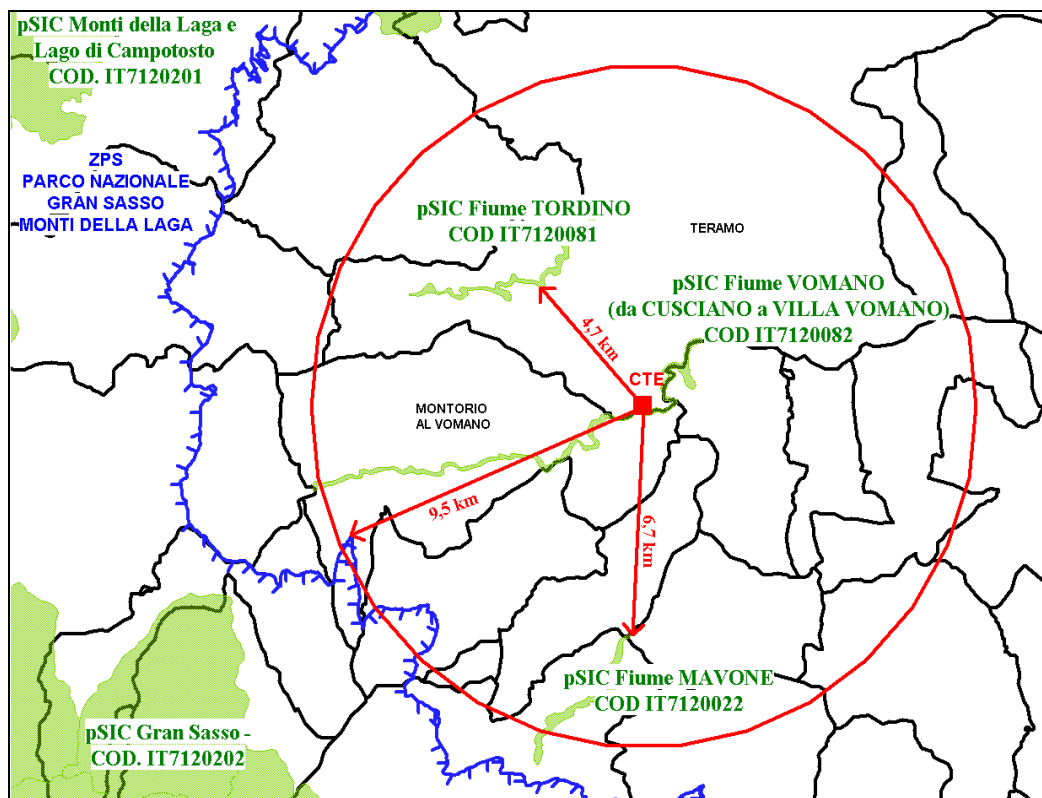 pSIC Monti della Laga e
Lago di Campotosto
COD. IT7120201
ZPS
PARCO NAZIONALE
GRAN SASSO
MONTI DELLA LAGA
pSIC Fiume TORDINO
COD IT7120081
TERAMO
pSIC Fiume VOMANO
(da CUSCIANO a VILLA VOMANO)
COD IT7120082
4,7 km
CTE
MONTORIO
AL VOMANO
9,5 km
6,7 km
pSIC Fiume MAVONE
COD IT7120022
pSIC Gran Sasso -
COD. IT7120202